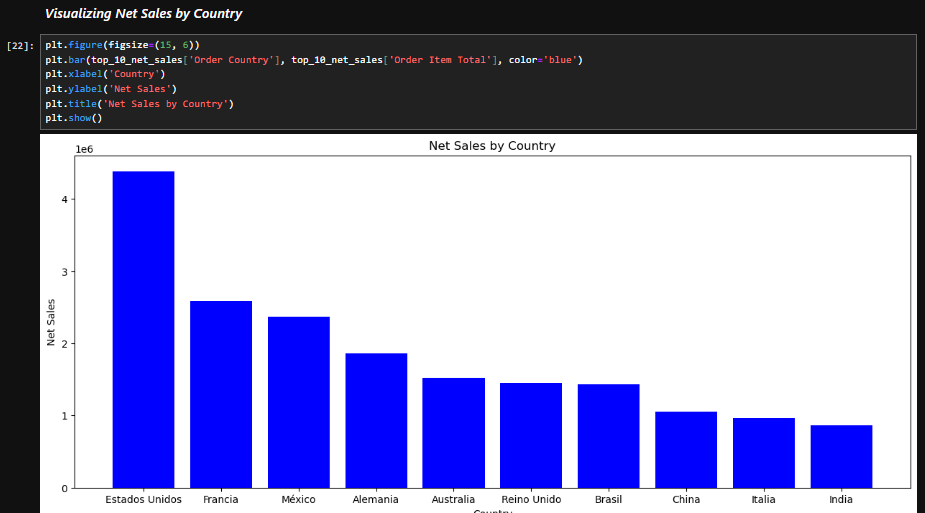 Visualizing Net Sales by Country
[22]:
plt.figure(figsize=(15, 6))
plt.bar(top_10_net_sales['Order Country'], top_10_net_sales['Order Item Total'], color='blue')
plt.xlabel('Country')
plt.ylabel('Net Sales')
plt.title('Net Sales by Country')
plt.show()
Net Sales by Country
1e6
4
3
2
1
0
Net Sales
Estados Unidos Francia México Alemania Australia Reino Unido Brasil China Italia India
Country